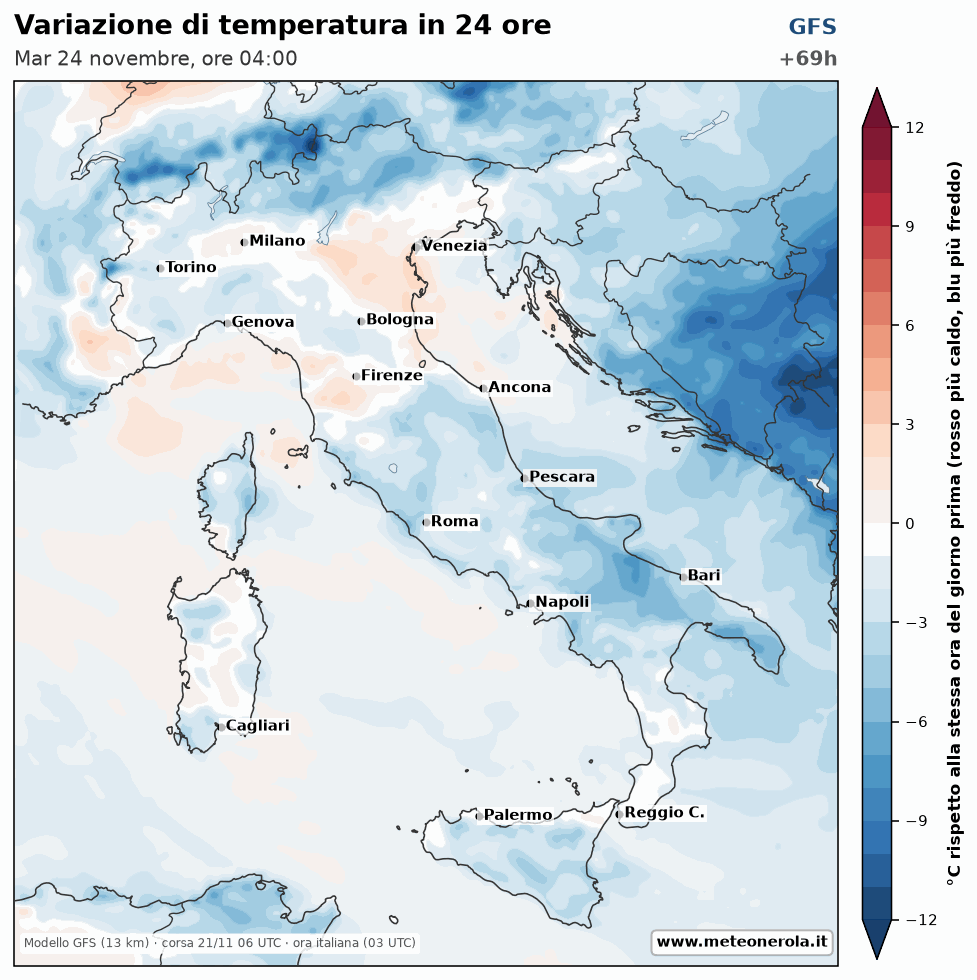 Variazione di temperatura in 24 ore
GFS
Mar 24 novembre, ore 04:00
+69h
Milano
Venezia
Torino
Genova
Bologna
Firenze
Ancona
Pescara
Roma
Bari
Napoli
Cagliari
Palermo
Reggio C.
12
9
6
3
0
−3
−6
−9
−12
°C rispetto alla stessa ora del giorno prima (rosso più caldo, blu più freddo)
Modello GFS (13 km) · corsa 21/11 06 UTC · ora italiana (03 UTC)
www.meteonerola.it